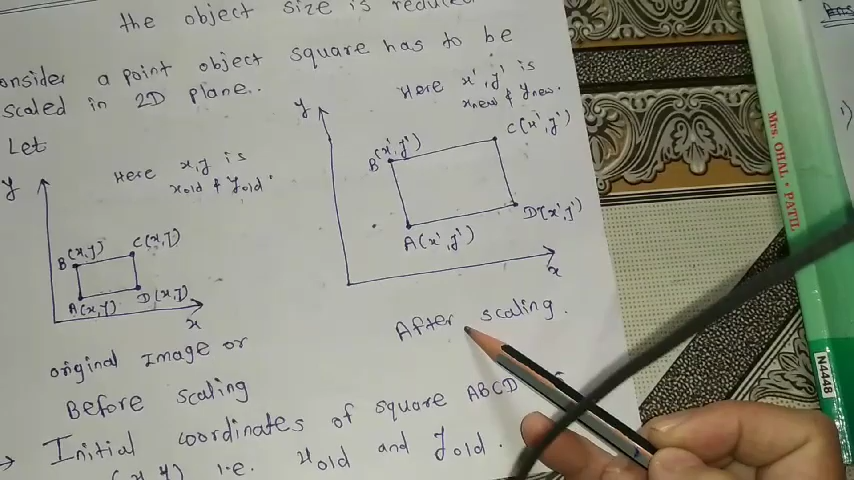 the object size is reduced
onsider a point object square has to be
scaled in 2D plane..
Let
Here x,y is
xold & yold.
y
B(x,y)
C(x,y)
A(x,y)
D(x,y)
x
original Image or
Before scaling
Here x',y' is
xnew & ynew.
y
B(x',y')
C(x',y')
A(x',y')
D(x',y')
x
After scaling.
→ Initial coordinates of square ABCD
(x,y) i.e. xold and yold.
Mrs. OHAL • PATIL
N4448